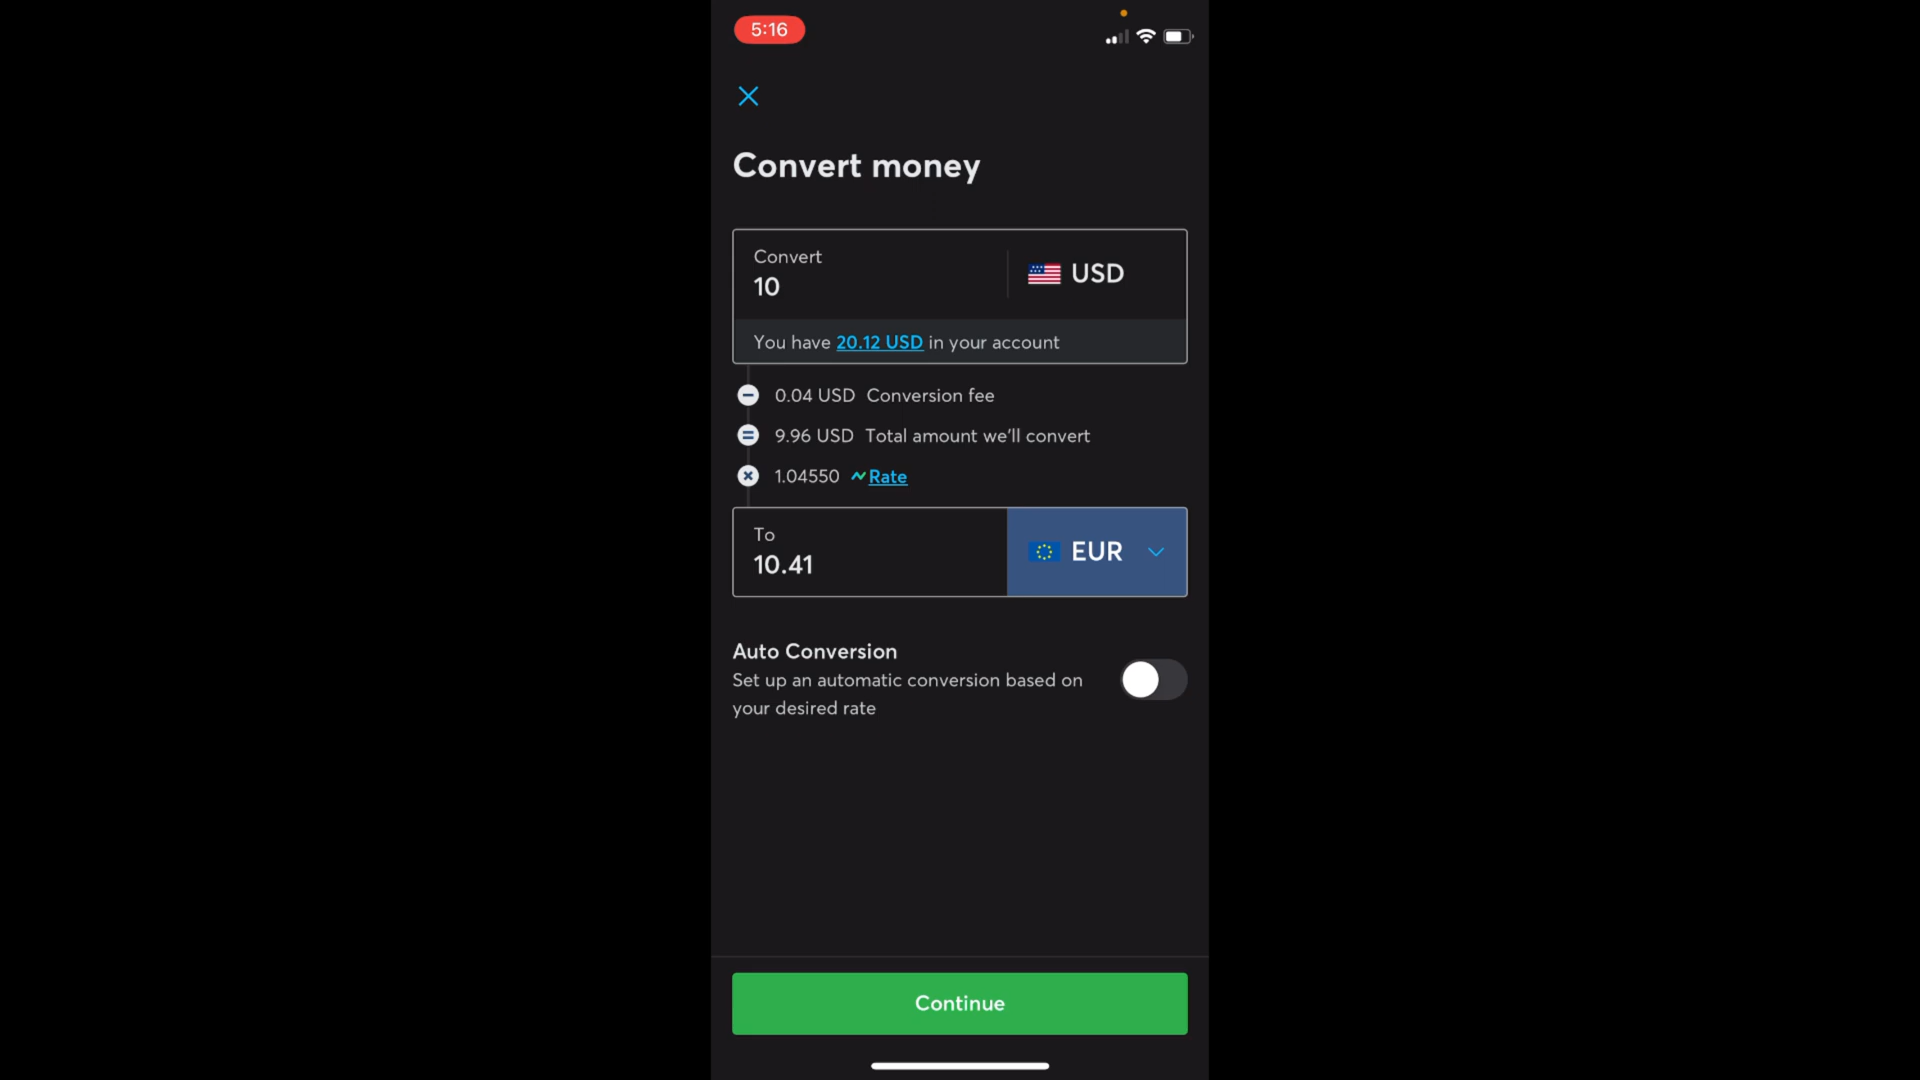 5:16
Convert money
Convert
10
USD
You have 20.12 USD in your account
0.04 USD Conversion fee
9.96 USD Total amount we'll convert
1.04550 Rate
To
10.41
EUR
Auto Conversion
Set up an automatic conversion based on
your desired rate
Continue